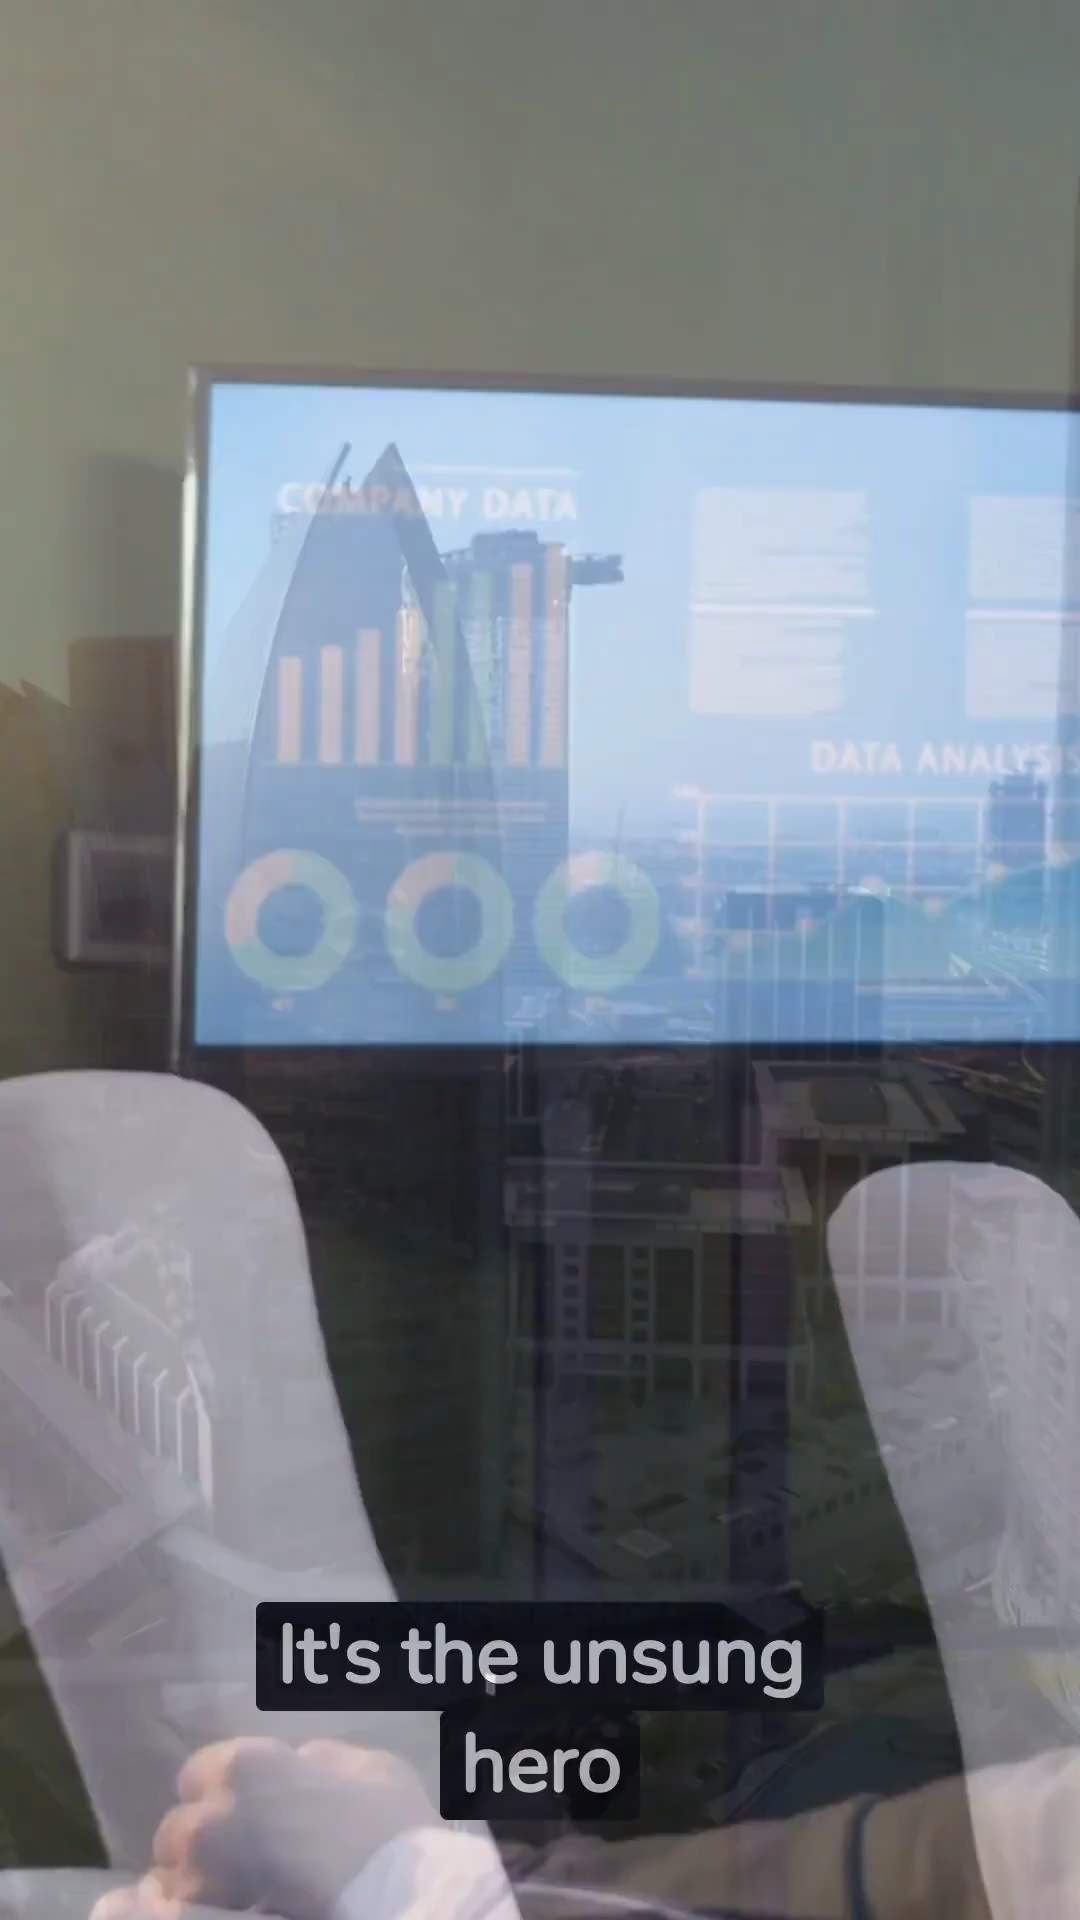 COMPANY DATA
DATA ANALYSIS
It's the unsung
hero